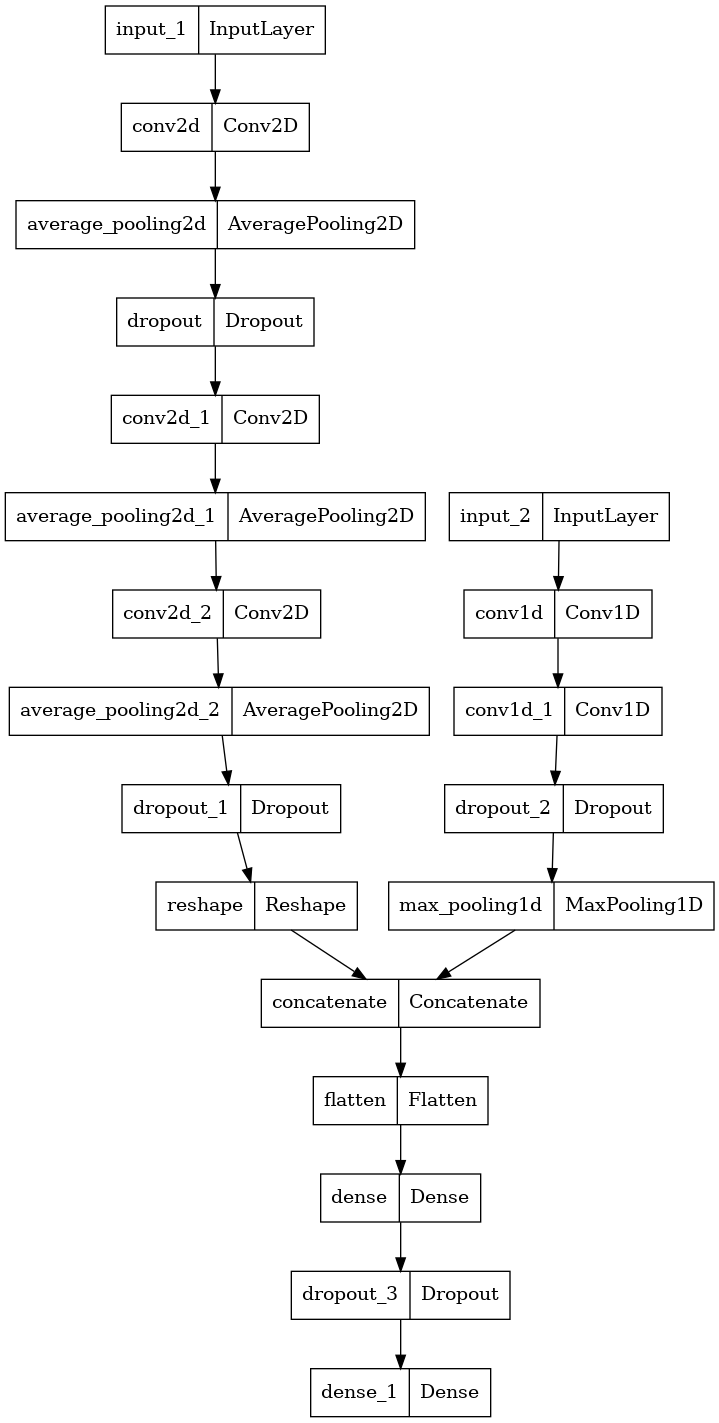 input_1 InputLayer
conv2d Conv2D
average_pooling2d AveragePooling2D
dropout Dropout
conv2d_1 Conv2D
average_pooling2d_1 AveragePooling2D
input_2 InputLayer
conv2d_2 Conv2D
conv1d Conv1D
average_pooling2d_2 AveragePooling2D
conv1d_1 Conv1D
dropout_1 Dropout
dropout_2 Dropout
reshape Reshape
max_pooling1d MaxPooling1D
concatenate Concatenate
flatten Flatten
dense Dense
dropout_3 Dropout
dense_1 Dense